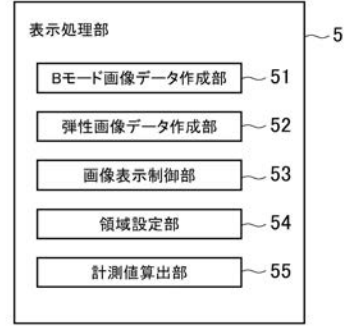 表示処理部
5
Bモード画像データ作成部 51
弾性画像データ作成部 52
画像表示制御部 53
領域設定部 54
計測値算出部 55